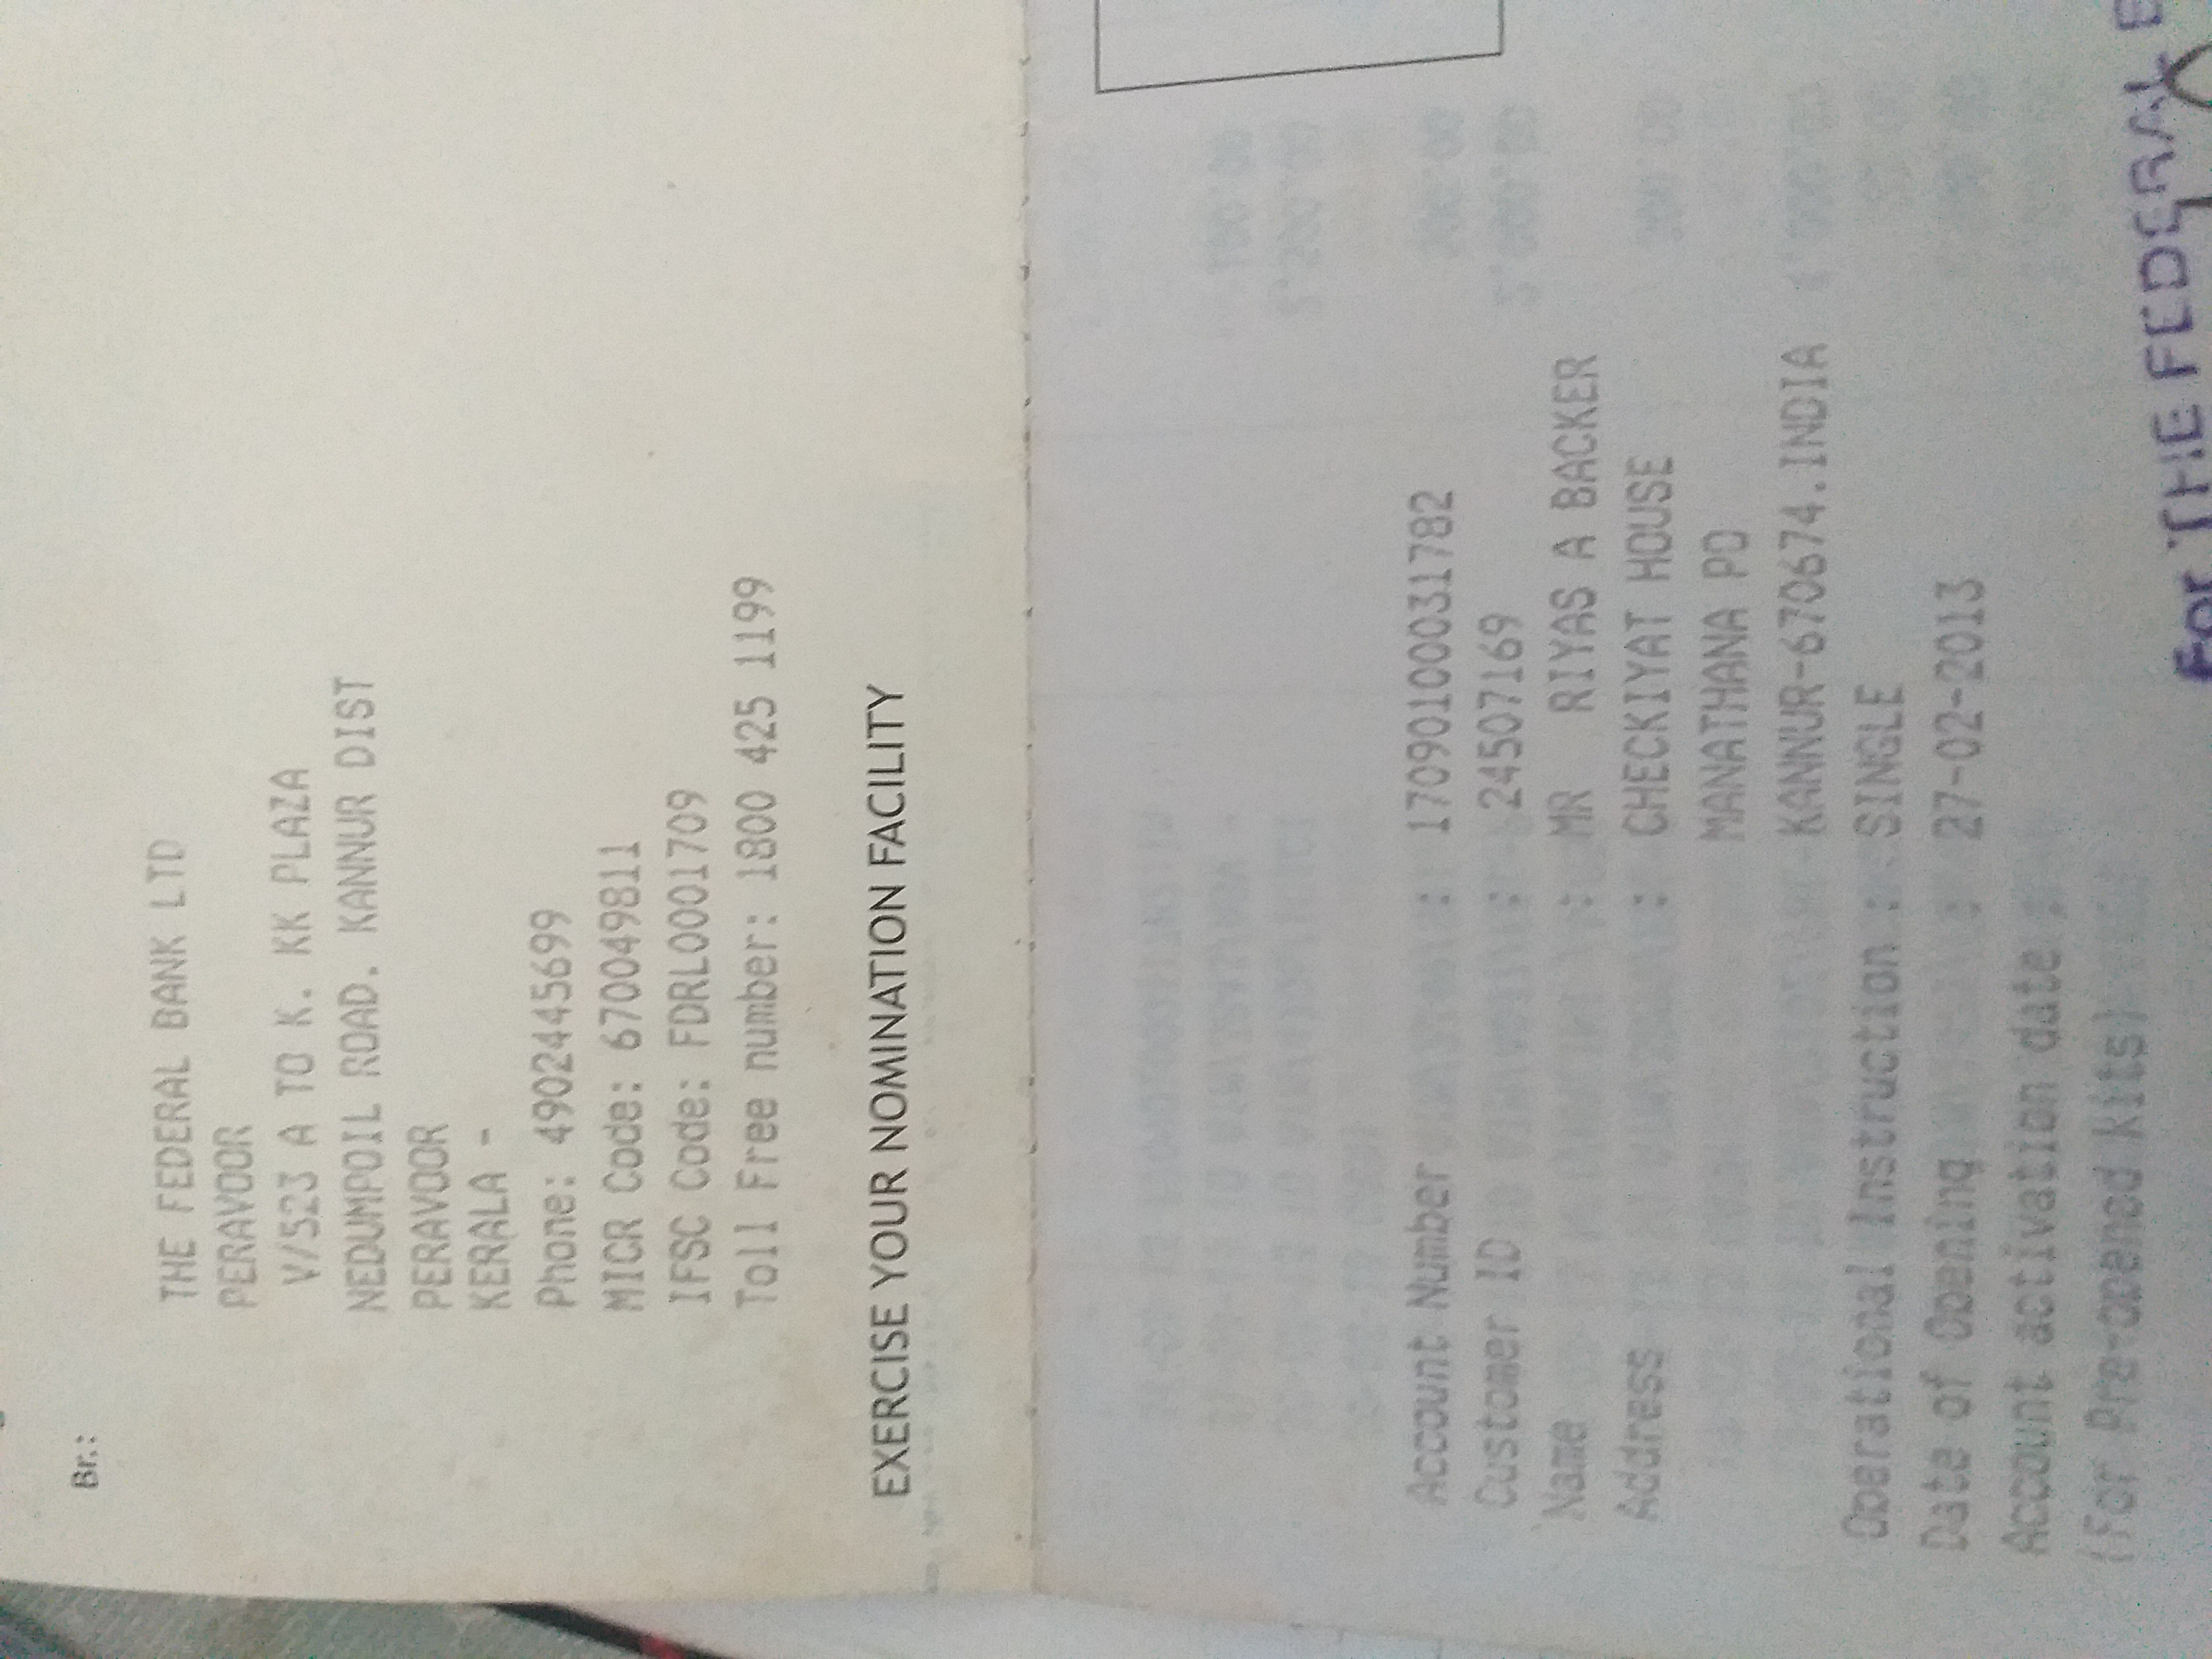 Br.:
THE FEDERAL BANK LTD
PERAVOOR
V/523 A TO K. KK PLAZA
NEDUMPOIL ROAD. KANNUR DIST
PERAVOOR
KERALA -
Phone: 4902445699
MICR Code: 670049811
IFSC Code: FDRL0001709
Toll Free number: 1800 425 1199
EXERCISE YOUR NOMINATION FACILITY
Account Number : 17090100031782
Customer ID : 24507169
Name : MR RIYAS A BACKER
Address : CHECKIYAT HOUSE
MANATHANA PO
KANNUR-670674.INDIA
Operational Instruction : SINGLE
Date of Opening : 27-02-2013
Account activation date :
(For Pre-opened kits)
For THE FEDERAL